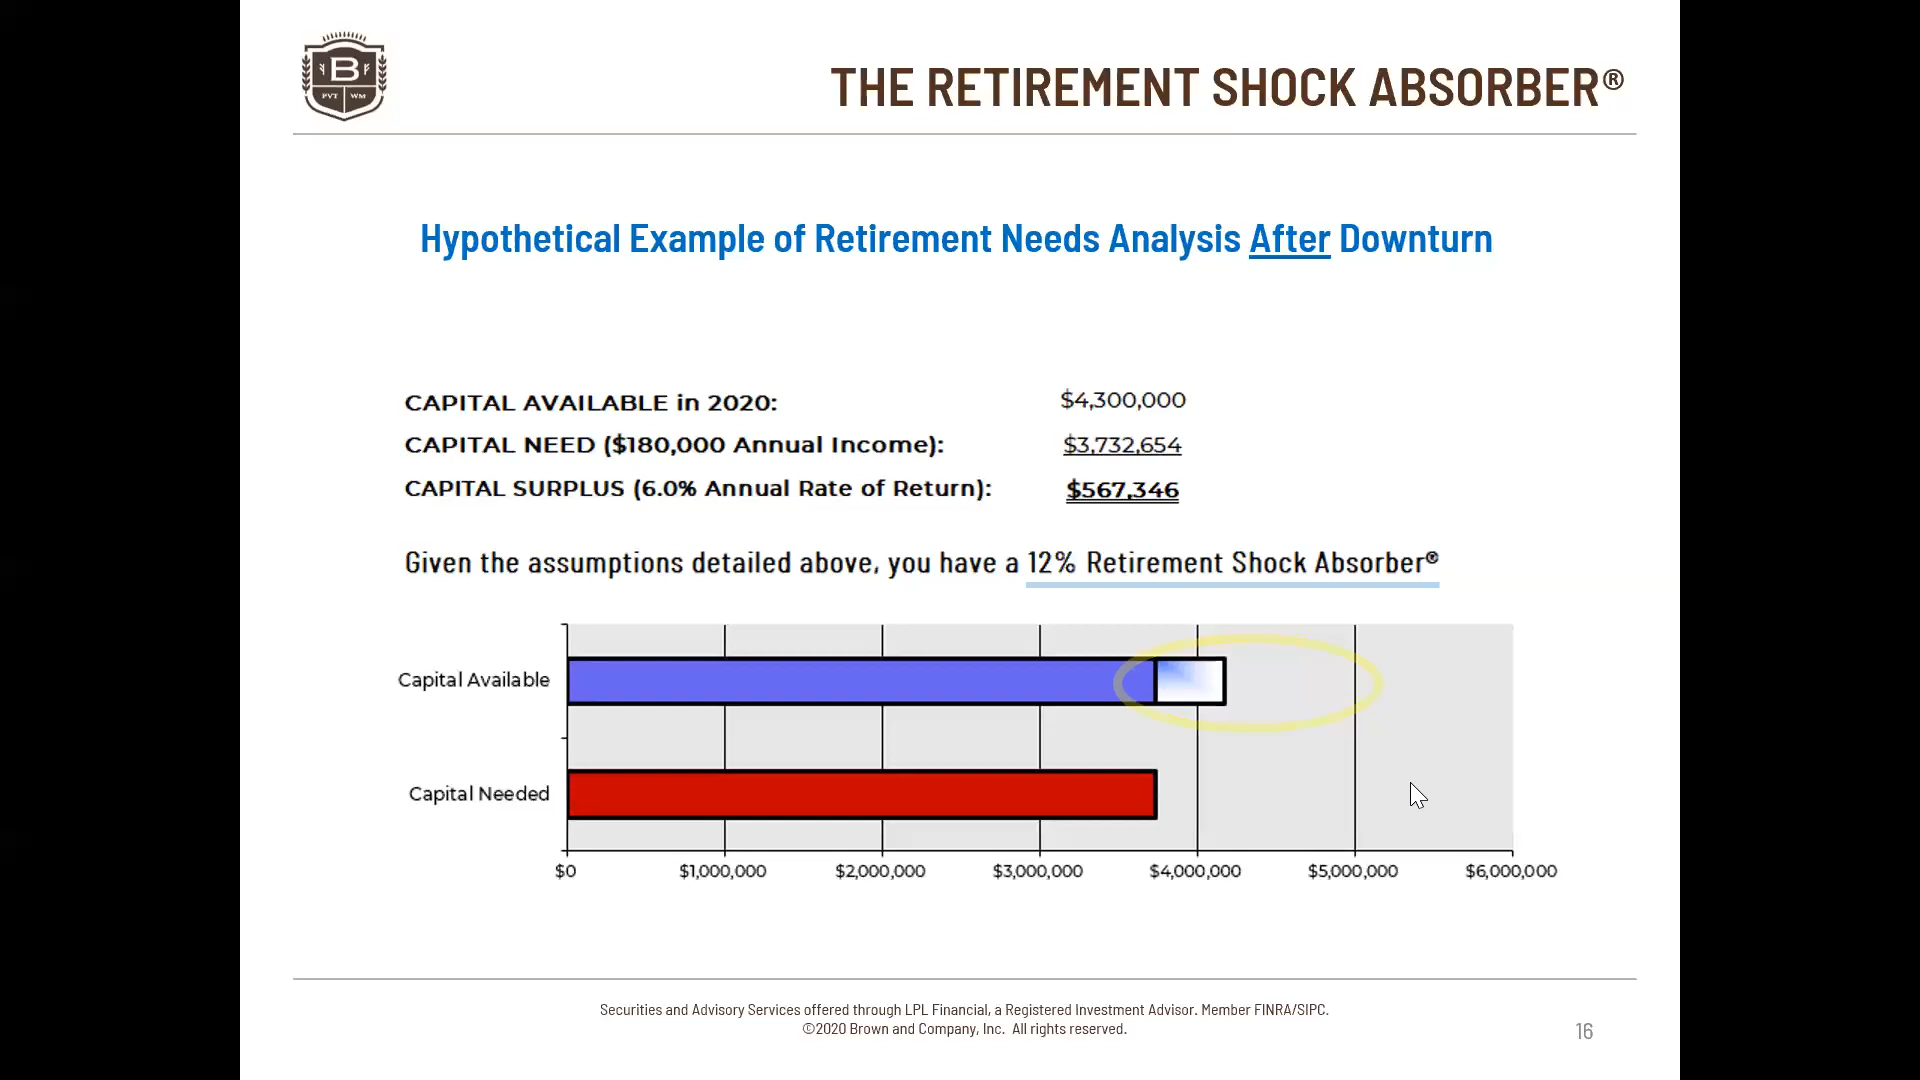 B
PVT WM
THE RETIREMENT SHOCK ABSORBER®
Hypothetical Example of Retirement Needs Analysis After Downturn
CAPITAL AVAILABLE in 2020: $4,300,000
CAPITAL NEED ($180,000 Annual Income): $3,732,654
CAPITAL SURPLUS (6.0% Annual Rate of Return): $567,346
Given the assumptions detailed above, you have a 12% Retirement Shock Absorber®
Capital Available
Capital Needed
$0 $1,000,000 $2,000,000 $3,000,000 $4,000,000 $5,000,000 $6,000,000
Securities and Advisory Services offered through LPL Financial, a Registered Investment Advisor. Member FINRA/SIPC.
©2020 Brown and Company, Inc. All rights reserved.
16